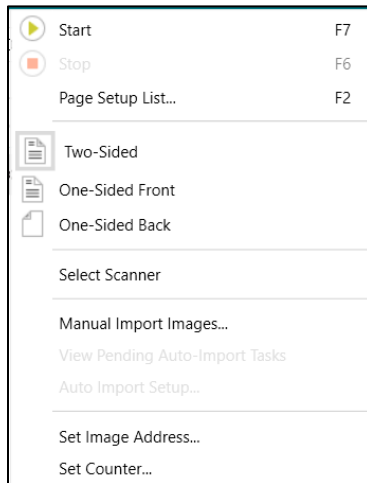 Start F7
Stop F6
Page Setup List... F2
Two-Sided
One-Sided Front
One-Sided Back
Select Scanner
Manual Import Images...
View Pending Auto-Import Tasks
Auto Import Setup...
Set Image Address...
Set Counter...